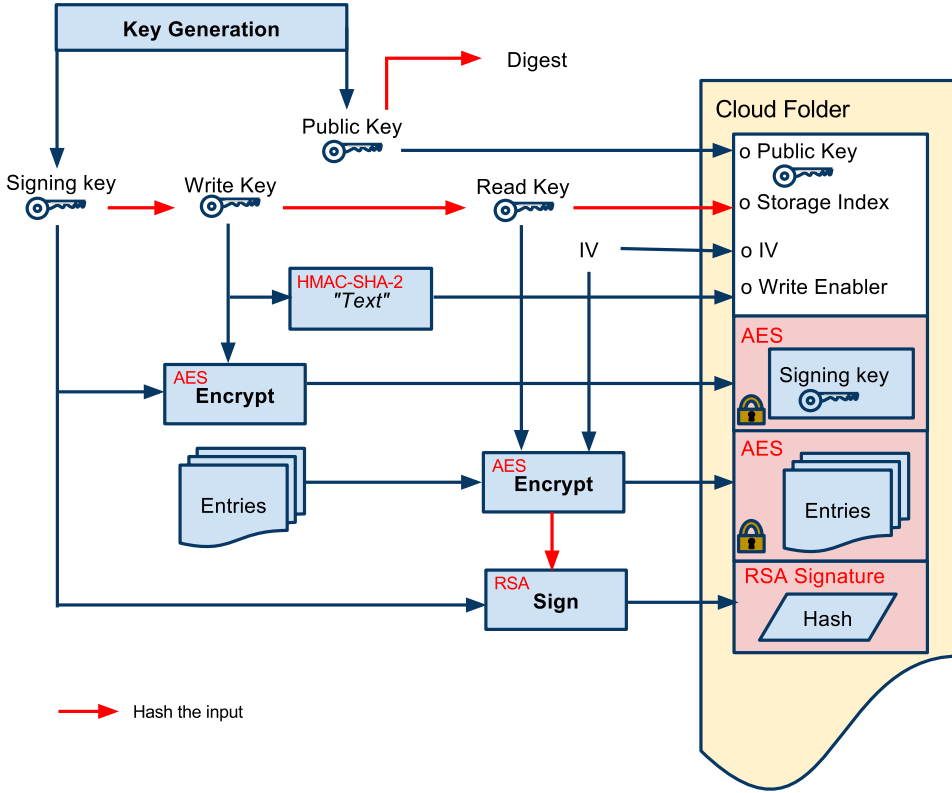 Key Generation
Digest
Public Key
Cloud Folder
o Public Key
Signing key
Write Key
Read Key
o Storage Index
IV
o IV
HMAC-SHA-2
"Text"
o Write Enabler
AES
Encrypt
AES
Signing key
Entries
AES
Encrypt
AES
Entries
RSA
Sign
RSA Signature
Hash
Hash the input